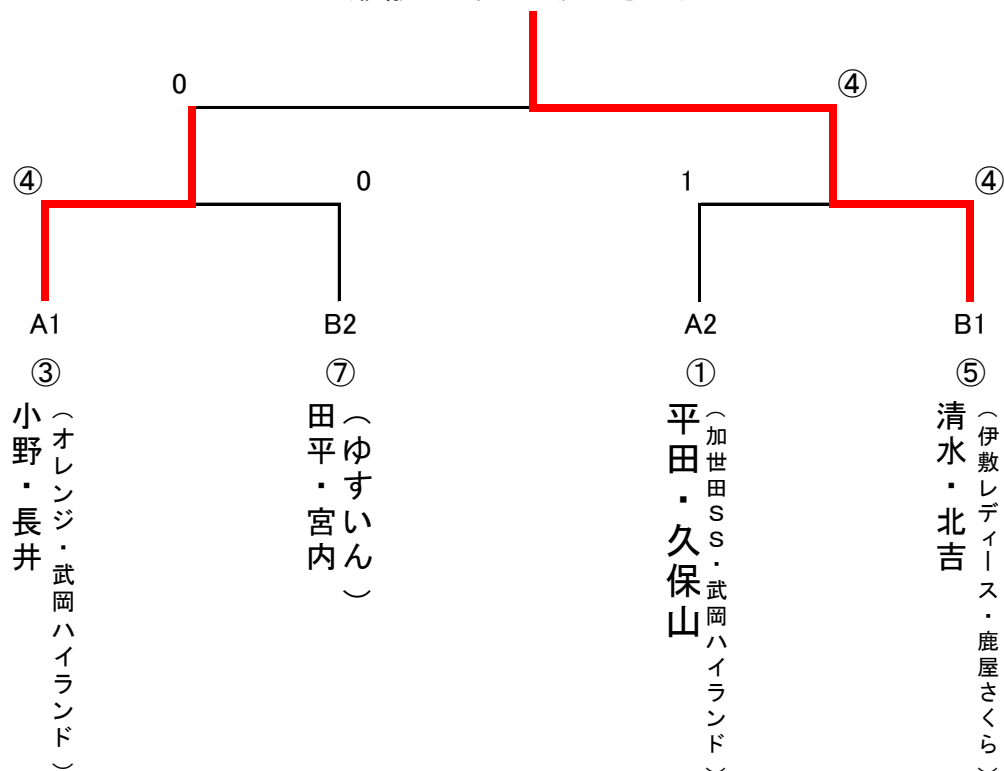 0
④
④
0
1
④
A1
B2
A2
B1
③
⑦
①
⑤
小野・長井
（オレンジ・武岡ハイランド）
田平・宮内
（ゆすいん）
平田・久保山
（加世田SS・武岡ハイランド）
清水・北吉
（伊敷レディース・鹿屋さくら）